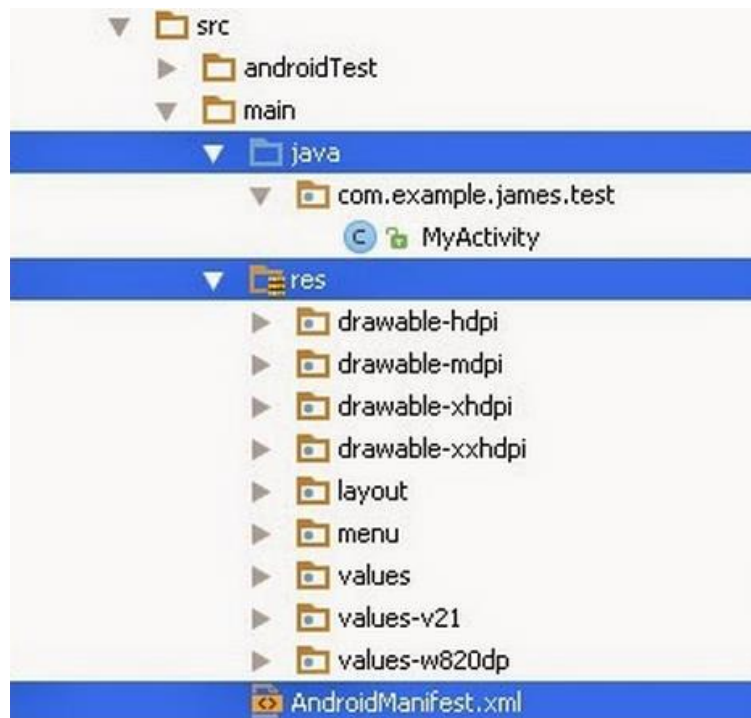 src
androidTest
main
java
com.example.james.test
C MyActivity
res
drawable-hdpi
drawable-mdpi
drawable-xhdpi
drawable-xxhdpi
layout
menu
values
values-v21
values-w820dp
AndroidManifest.xml